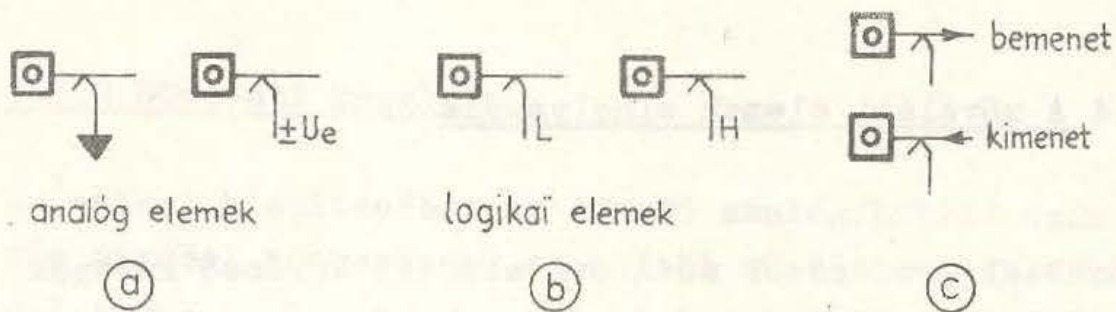 bemenet
±Ue
L
H
kimenet
analóg elemek
logikai elemek
a
b
c